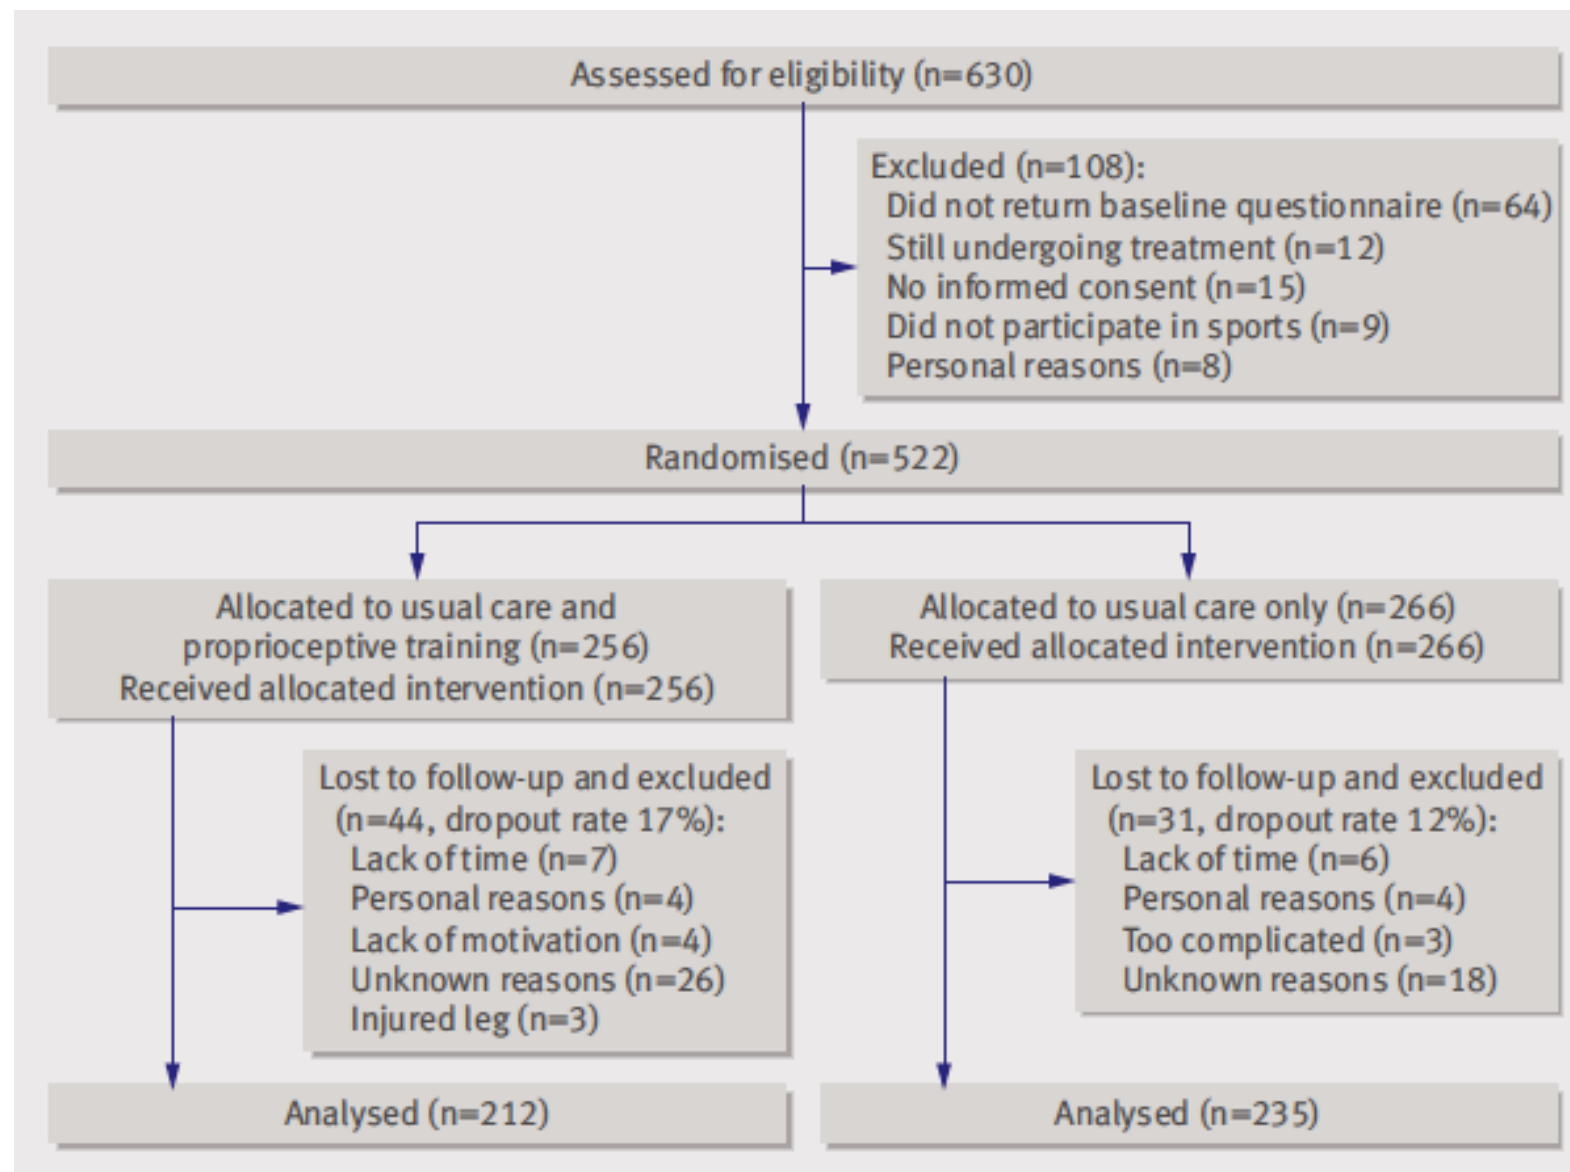 Assessed for eligibility (n=630)
Excluded (n=108):
Did not return baseline questionnaire (n=64)
Still undergoing treatment (n=12)
No informed consent (n=15)
Did not participate in sports (n=9)
Personal reasons (n=8)
Randomised (n=522)
Allocated to usual care and
proprioceptive training (n=256)
Received allocated intervention (n=256)
Allocated to usual care only (n=266)
Received allocated intervention (n=266)
Lost to follow-up and excluded
(n=44, dropout rate 17%):
Lack of time (n=7)
Personal reasons (n=4)
Lack of motivation (n=4)
Unknown reasons (n=26)
Injured leg (n=3)
Lost to follow-up and excluded
(n=31, dropout rate 12%):
Lack of time (n=6)
Personal reasons (n=4)
Too complicated (n=3)
Unknown reasons (n=18)
Analysed (n=212)
Analysed (n=235)